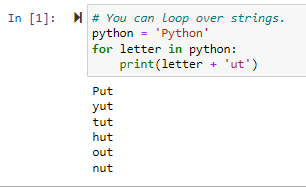 In [1]:
# You can loop over strings.
python = 'Python'
for letter in python:
    print(letter + 'ut')
Put
yut
tut
hut
out
nut